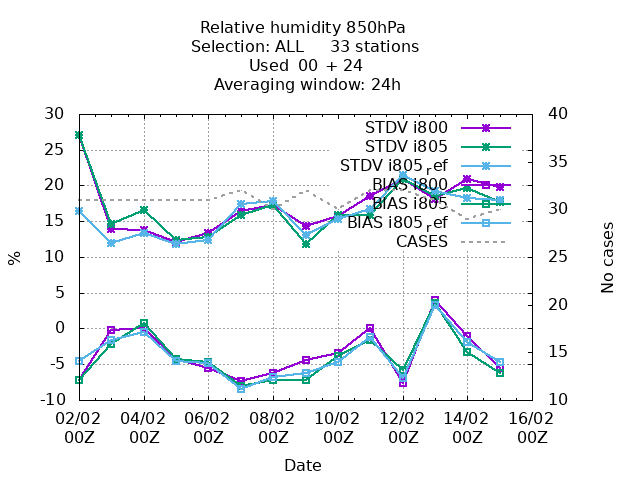 Relative humidity 850hPa
Selection: ALL 33 stations
Used 00 + 24
Averaging window: 24h
30 40
STDV i800
STDV i805
25 35
STDV i805ref
20 BIAS i800
BIAS i805 30
15 BIAS i805ref
CASES
% No cases
10 25
5 20
0
-5 15
-10 10
02/02 04/02 06/02 08/02 10/02 12/02 14/02 16/02
00Z 00Z 00Z 00Z 00Z 00Z 00Z 00Z
Date